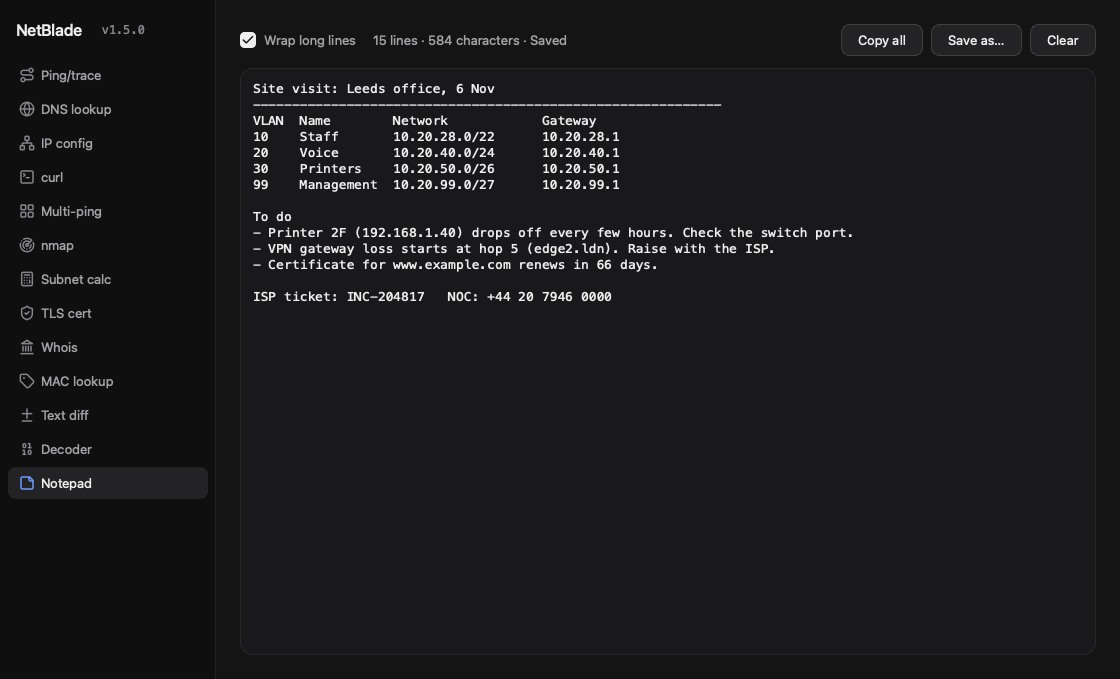 NetBlade v1.5.0
Ping/trace
DNS lookup
IP config
curl
Multi-ping
nmap
Subnet calc
TLS cert
Whois
MAC lookup
Text diff
Decoder
Notepad
Wrap long lines 15 lines · 584 characters · Saved
Copy all Save as... Clear
Site visit: Leeds office, 6 Nov
────────────────────────────────────────────────────────────
VLAN  Name        Network            Gateway
10    Staff       10.20.28.0/22      10.20.28.1
20    Voice       10.20.40.0/24      10.20.40.1
30    Printers    10.20.50.0/26      10.20.50.1
99    Management  10.20.99.0/27      10.20.99.1
To do
- Printer 2F (192.168.1.40) drops off every few hours. Check the switch port.
- VPN gateway loss starts at hop 5 (edge2.ldn). Raise with the ISP.
- Certificate for www.example.com renews in 66 days.
ISP ticket: INC-204817   NOC: +44 20 7946 0000